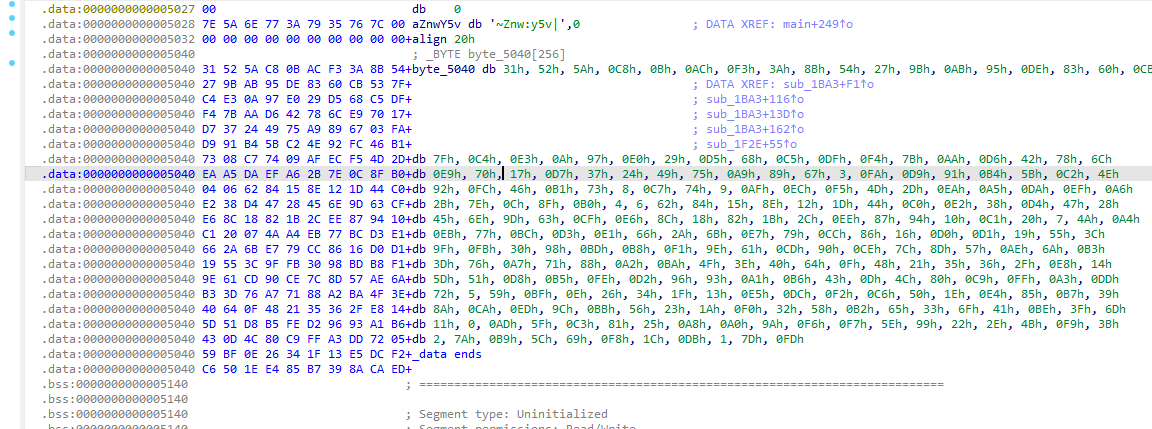 .data:0000000000005027 00 db 0
.data:0000000000005028 7E 5A 6E 77 3A 79 35 76 7C 00 aZnwY5v db '~Znw:y5v|',0 ; DATA XREF: main+249↑o
.data:0000000000005032 00 00 00 00 00 00 00 00 00 00+align 20h
.data:0000000000005040 ; _BYTE byte_5040[256]
.data:0000000000005040 31 52 5A C8 0B AC F3 3A 8B 54+byte_5040 db 31h, 52h, 5Ah, 0C8h, 0Bh, 0ACh, 0F3h, 3Ah, 8Bh, 54h, 27h, 9Bh, 0ABh, 95h, 0DEh, 83h, 60h, 0CB
.data:0000000000005040 27 9B AB 95 DE 83 60 CB 53 7F+ ; DATA XREF: sub_1BA3+F1↑o
.data:0000000000005040 C4 E3 0A 97 E0 29 D5 68 C5 DF+ ; sub_1BA3+116↑o
.data:0000000000005040 F4 7B AA D6 42 78 6C E9 70 17+ ; sub_1BA3+13D↑o
.data:0000000000005040 D7 37 24 49 75 A9 89 67 03 FA+ ; sub_1BA3+162↑o
.data:0000000000005040 D9 91 B4 5B C2 4E 92 FC 46 B1+ ; sub_1F2E+55↑o
.data:0000000000005040 73 08 C7 74 09 AF EC F5 4D 2D+db 7Fh, 0C4h, 0E3h, 0Ah, 97h, 0E0h, 29h, 0D5h, 68h, 0C5h, 0DFh, 0F4h, 7Bh, 0AAh, 0D6h, 42h, 78h, 6Ch
.data:0000000000005040 EA A5 DA EF A6 2B 7E 0C 8F B0+db 0E9h, 70h, 17h, 0D7h, 37h, 24h, 49h, 75h, 0A9h, 89h, 67h, 3, 0FAh, 0D9h, 91h, 0B4h, 5Bh, 0C2h, 4Eh
.data:0000000000005040 04 06 62 84 15 8E 12 1D 44 C0+db 92h, 0FCh, 46h, 0B1h, 73h, 8, 0C7h, 74h, 9, 0AFh, 0ECh, 0F5h, 4Dh, 2Dh, 0EAh, 0A5h, 0DAh, 0EFh, 0A6h
.data:0000000000005040 E2 38 D4 47 28 45 6E 9D 63 CF+db 2Bh, 7Eh, 0Ch, 8Fh, 0B0h, 4, 6, 62h, 84h, 15h, 8Eh, 12h, 1Dh, 44h, 0C0h, 0E2h, 38h, 0D4h, 47h, 28h
.data:0000000000005040 E6 8C 18 82 1B 2C EE 87 94 10+db 45h, 6Eh, 9Dh, 63h, 0CFh, 0E6h, 8Ch, 18h, 82h, 1Bh, 2Ch, 0EEh, 87h, 94h, 10h, 0C1h, 20h, 7, 4Ah, 0A4h
.data:0000000000005040 C1 20 07 4A A4 EB 77 BC D3 E1+db 0EBh, 77h, 0BCh, 0D3h, 0E1h, 66h, 2Ah, 6Bh, 0E7h, 79h, 0CCh, 86h, 16h, 0D0h, 0D1h, 19h, 55h, 3Ch
.data:0000000000005040 66 2A 6B E7 79 CC 86 16 D0 D1+db 9Fh, 0FBh, 30h, 98h, 0BDh, 0B8h, 0F1h, 9Eh, 61h, 0CDh, 90h, 0CEh, 7Ch, 8Dh, 57h, 0AEh, 6Ah, 0B3h
.data:0000000000005040 19 55 3C 9F FB 30 98 BD B8 F1+db 3Dh, 76h, 0A7h, 71h, 88h, 0A2h, 0BAh, 4Fh, 3Eh, 40h, 64h, 0Fh, 48h, 21h, 35h, 36h, 2Fh, 0E8h, 14h
.data:0000000000005040 9E 61 CD 90 CE 7C 8D 57 AE 6A+db 5Dh, 51h, 0D8h, 0B5h, 0FEh, 0D2h, 96h, 93h, 0A1h, 0B6h, 43h, 0Dh, 4Ch, 80h, 0C9h, 0FFh, 0A3h, 0DDh
.data:0000000000005040 B3 3D 76 A7 71 88 A2 BA 4F 3E+db 72h, 5, 59h, 0BFh, 0Eh, 26h, 34h, 1Fh, 13h, 0E5h, 0DCh, 0F2h, 0C6h, 50h, 1Eh, 0E4h, 85h, 0B7h, 39h
.data:0000000000005040 40 64 0F 48 21 35 36 2F E8 14+db 8Ah, 0CAh, 0EDh, 9Ch, 0BBh, 56h, 23h, 1Ah, 0F0h, 32h, 58h, 0B2h, 65h, 33h, 6Fh, 41h, 0BEh, 3Fh, 6Dh
.data:0000000000005040 5D 51 D8 B5 FE D2 96 93 A1 B6+db 11h, 0, 0ADh, 5Fh, 0C3h, 81h, 25h, 0A8h, 0A0h, 9Ah, 0F6h, 0F7h, 5Eh, 99h, 22h, 2Eh, 4Bh, 0F9h, 3Bh
.data:0000000000005040 43 0D 4C 80 C9 FF A3 DD 72 05+db 2, 7Ah, 0B9h, 5Ch, 69h, 0F8h, 1Ch, 0DBh, 1, 7Dh, 0FDh
.data:0000000000005040 59 BF 0E 26 34 1F 13 E5 DC F2+_data ends
.data:0000000000005040 C6 50 1E E4 85 B7 39 8A CA ED+
.bss:0000000000005140 ; ===========================================================================
.bss:0000000000005140
.bss:0000000000005140 ; Segment type: Uninitialized
.bss:0000000000005140 ; Segment permissions: Read/Write